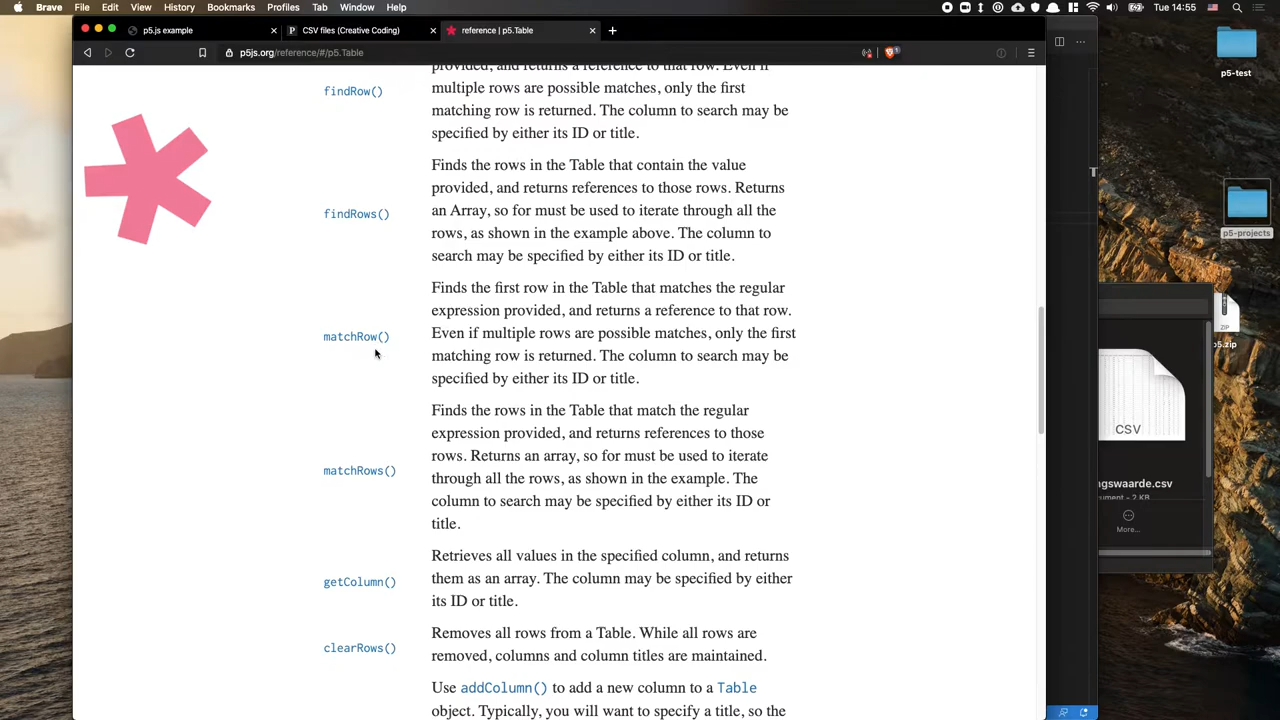 Brave File Edit View History Bookmarks Profiles Tab Window Help
Tue 14:55
p5.js example
CSV files (Creative Coding)
reference | p5.Table
p5js.org/reference/#/p5.Table
provided, and returns a reference to that row. Even if
findRow()
multiple rows are possible matches, only the first
matching row is returned. The column to search may be
specified by either its ID or title.
Finds the rows in the Table that contain the value
provided, and returns references to those rows. Returns
findRows()
an Array, so for must be used to iterate through all the
rows, as shown in the example above. The column to
search may be specified by either its ID or title.
Finds the first row in the Table that matches the regular
expression provided, and returns a reference to that row.
matchRow()
Even if multiple rows are possible matches, only the first
matching row is returned. The column to search may be
specified by either its ID or title.
Finds the rows in the Table that match the regular
expression provided, and returns references to those
matchRows()
rows. Returns an array, so for must be used to iterate
through all the rows, as shown in the example. The
column to search may be specified by either its ID or
title.
Retrieves all values in the specified column, and returns
getColumn()
them as an array. The column may be specified by either
its ID or title.
Removes all rows from a Table. While all rows are
clearRows()
removed, columns and column titles are maintained.
Use addColumn() to add a new column to a Table
object. Typically, you will want to specify a title, so the
p5-test
p5-projects
ZIP
p5.zip
CSV
ngswaarde.csv
ument - 2 KB
More...